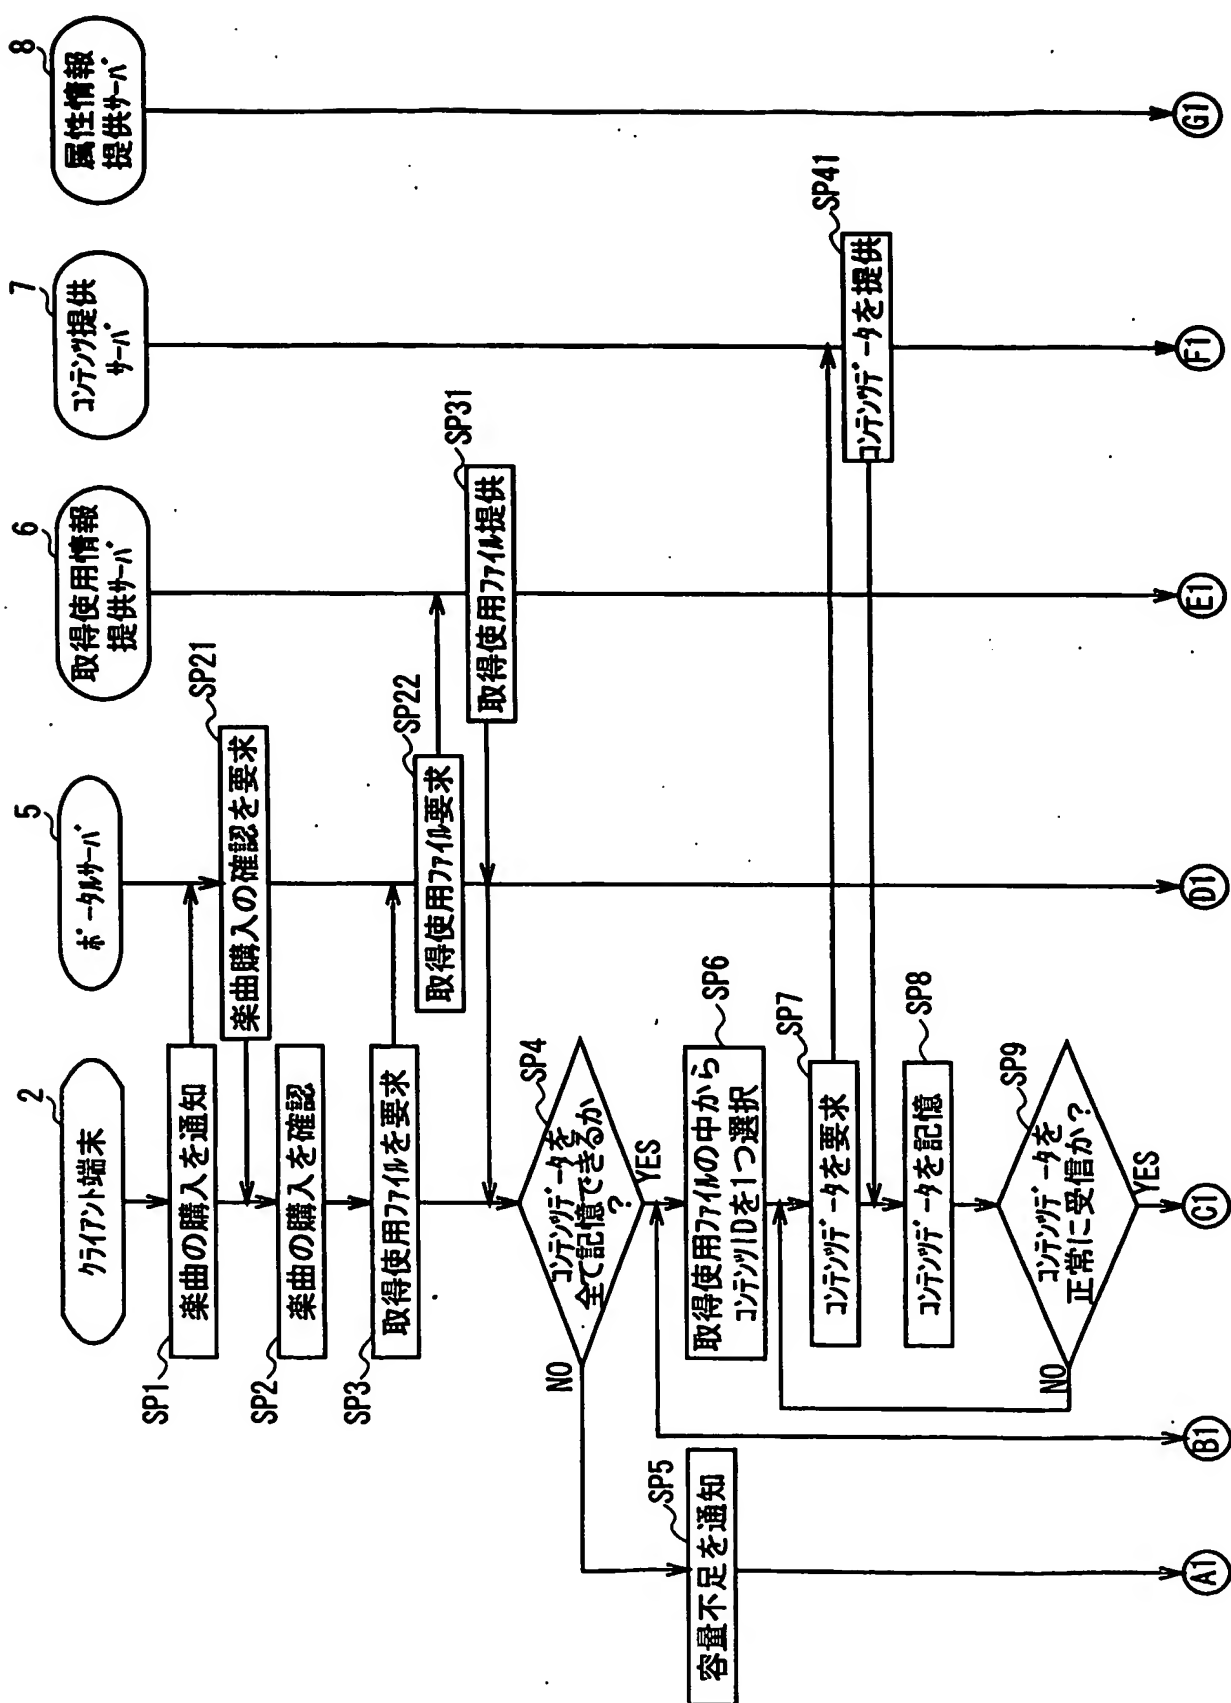 2
クライアント端末
5
ポータルサーバ
6
取得使用情報
提供サーバ
7
コンテンツ提供
サーバ
8
属性情報
提供サーバ
SP1
楽曲の購入を通知
SP21
楽曲購入の確認を要求
SP2
楽曲の購入を確認
SP3
取得使用ファイルを要求
SP22
取得使用ファイル要求
SP31
取得使用ファイル提供
SP4
コンテンツデータを
全て記憶できるか
?
NO
YES
SP5
容量不足を通知
SP6
取得使用ファイルの中から
コンテンツIDを1つ選択
SP7
コンテンツデータを要求
SP41
コンテンツデータを提供
SP8
コンテンツデータを記憶
SP9
コンテンツデータを
正常に受信か?
NO
YES
A1
B1
C1
D1
E1
F1
G1